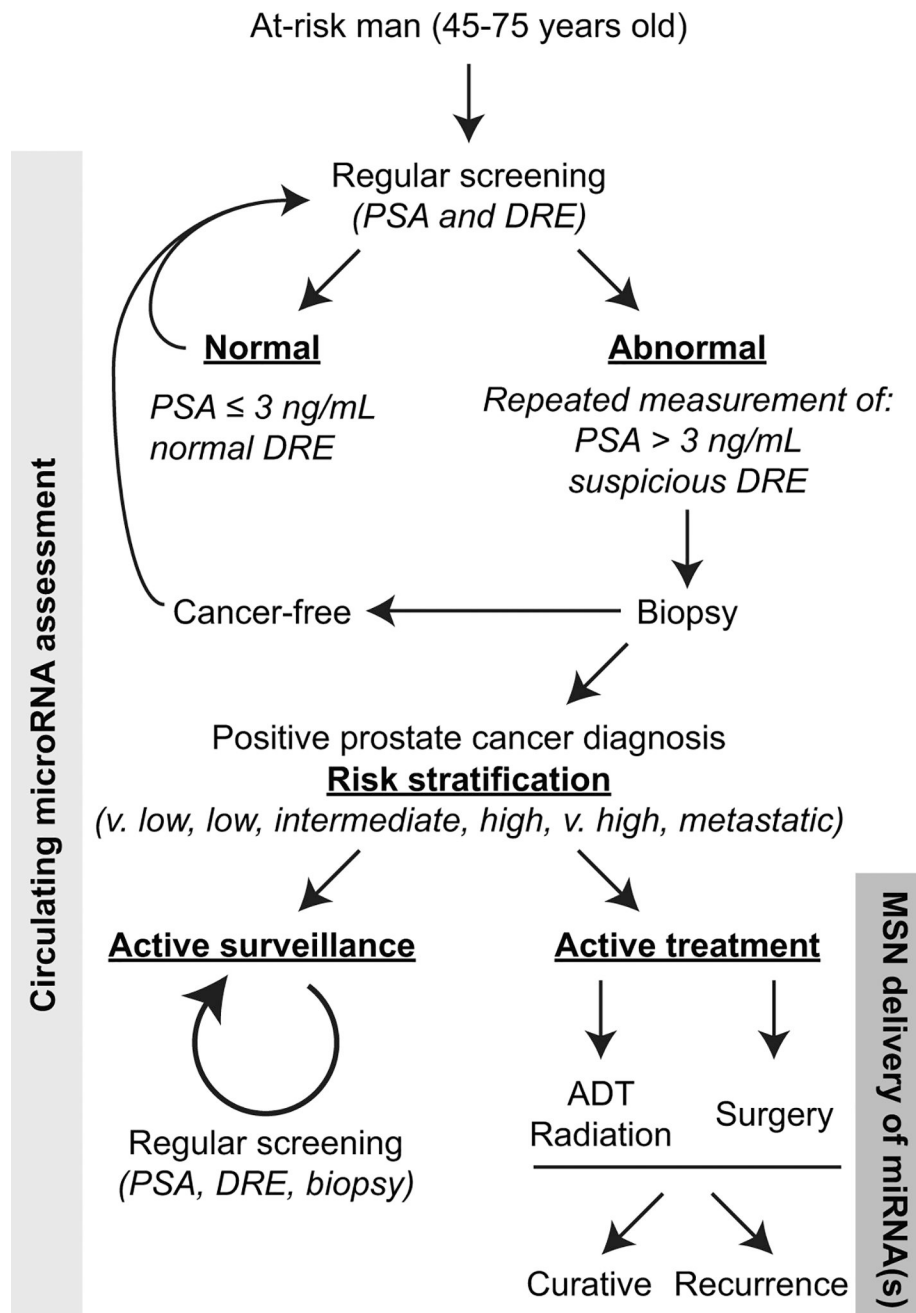 At-risk man (45-75 years old)
Regular screening
(PSA and DRE)
Normal
PSA ≤ 3 ng/mL
normal DRE
Abnormal
Repeated measurement of:
PSA > 3 ng/mL
suspicious DRE
Cancer-free
Biopsy
Positive prostate cancer diagnosis
Risk stratification
(v. low, low, intermediate, high, v. high, metastatic)
Active surveillance
Regular screening
(PSA, DRE, biopsy)
Active treatment
ADT
Radiation
Surgery
Curative
Recurrence
Circulating microRNA assessment
MSN delivery of miRNA(s)